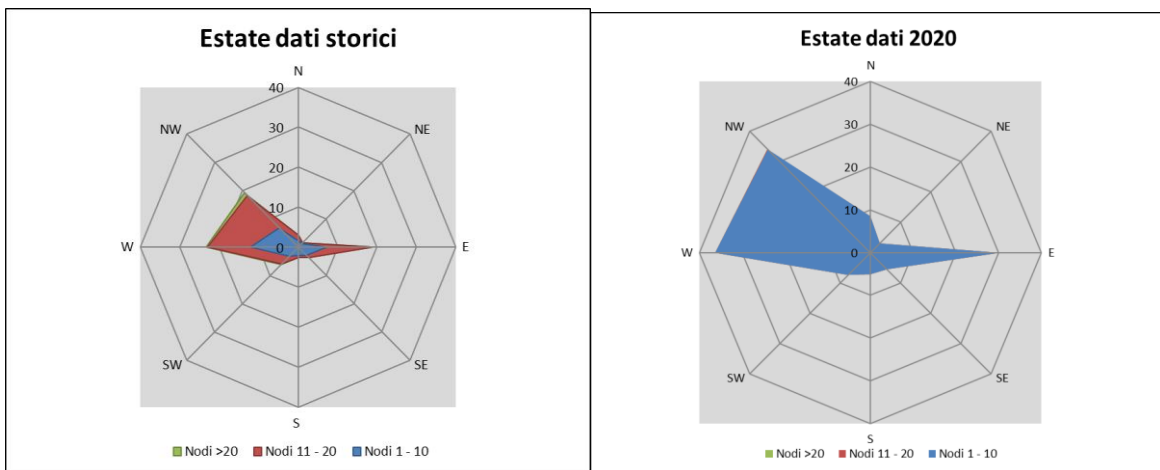 Estate dati storici
N
40
NW
NE
30
20
10
W
0
E
SW
SE
S
Nodi >20 Nodi 11 - 20 Nodi 1 - 10
Estate dati 2020
N
40
NW
NE
30
20
10
W
0
E
SW
SE
S
Nodi >20 Nodi 11 - 20 Nodi 1 - 10